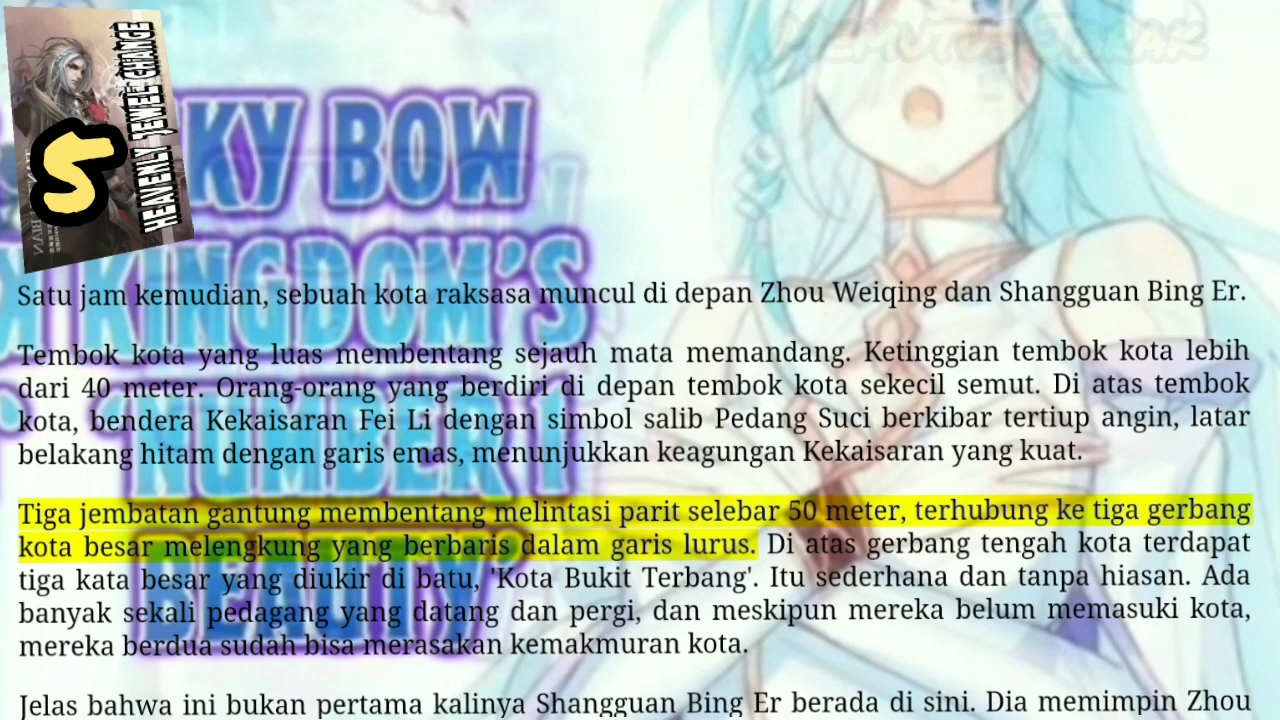 HEAVENLY JEWEL CHANGE
5
KY BOW
KINGDOM'S
NUMBER 1
DEADITY
Satu jam kemudian, sebuah kota raksasa muncul di depan Zhou Weiqing dan Shangguan Bing Er.
Tembok kota yang luas membentang sejauh mata memandang. Ketinggian tembok kota lebih
dari 40 meter. Orang-orang yang berdiri di depan tembok kota sekecil semut. Di atas tembok
kota, bendera Kekaisaran Fei Li dengan simbol salib Pedang Suci berkibar tertiup angin, latar
belakang hitam dengan garis emas, menunjukkan keagungan Kekaisaran yang kuat.
Tiga jembatan gantung membentang melintasi parit selebar 50 meter, terhubung ke tiga gerbang
kota besar melengkung yang berbaris dalam garis lurus. Di atas gerbang tengah kota terdapat
tiga kata besar yang diukir di batu, 'Kota Bukit Terbang'. Itu sederhana dan tanpa hiasan. Ada
banyak sekali pedagang yang datang dan pergi, dan meskipun mereka belum memasuki kota,
mereka berdua sudah bisa merasakan kemakmuran kota.
Jelas bahwa ini bukan pertama kalinya Shangguan Bing Er berada di sini. Dia memimpin Zhou